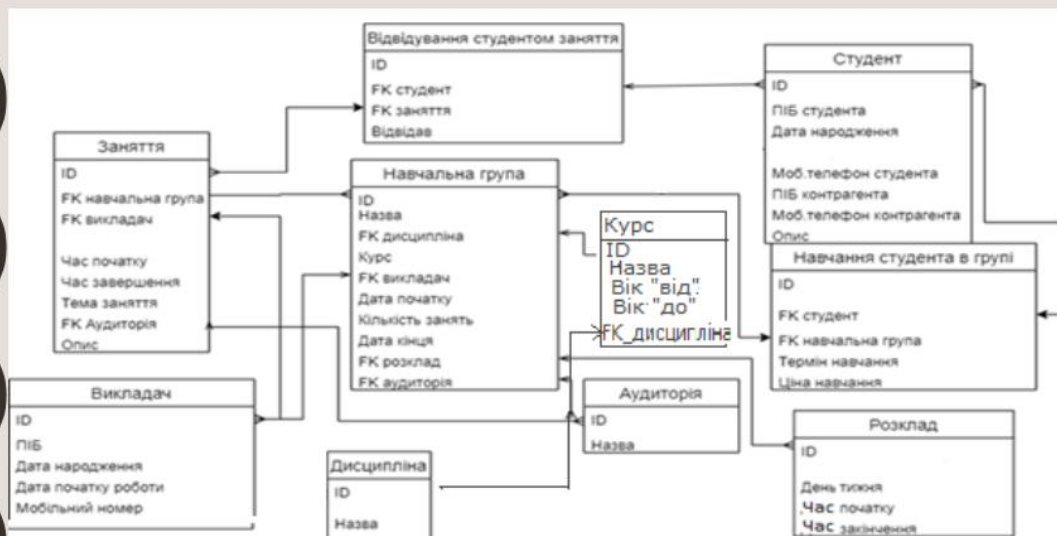 Відвідування студентом заняття
ID
FK студент
FK заняття
Відвідав
Студент
ID
ПІБ студента
Дата народження
Моб.телефон студента
ПІБ контрагента
Моб.телефон контрагента
Опис
Заняття
ID
FK навчальна група
FK викладач
Час початку
Час завершення
Тема заняття
FK Аудиторія
Опис
Навчальна група
ID
Назва
FK дисципліна
Курс
FK викладач
Дата початку
Кількість занять
Дата кінця
FK розклад
FK аудиторія
Курс
ID
Назва
Вік "від"
Вік "до"
FK_дисцигліна
Навчання студента в групі
ID
FK студент
FK навчальна група
Термін навчання
Ціна навчання
Викладач
ID
ПІБ
Дата народження
Дата початку роботи
Мобільний номер
Дисципліна
ID
Назва
Аудиторія
ID
Назва
Розклад
ID
День тижня
Час початку
Час закінчення